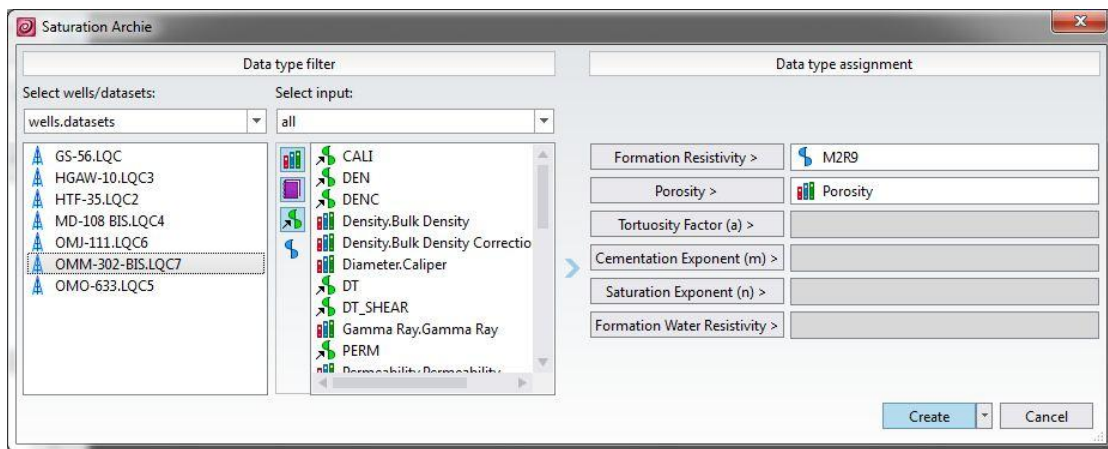 Saturation Archie
Data type filter
Data type assignment
Select wells/datasets:
Select input:
wells.datasets
all
GS-56.LQC
HGAW-10.LQC3
HTF-35.LQC2
MD-108 BIS.LQC4
OMJ-111.LQC6
OMM-302-BIS.LQC7
OMO-633.LQC5
CALI
DEN
DENC
Density.Bulk Density
Density.Bulk Density Correctio
Diameter.Caliper
DT
DT_SHEAR
Gamma Ray.Gamma Ray
PERM
Permeability.Permeability
Formation Resistivity >
M2R9
Porosity >
Porosity
Tortuosity Factor (a) >
Cementation Exponent (m) >
Saturation Exponent (n) >
Formation Water Resistivity >
Create
Cancel